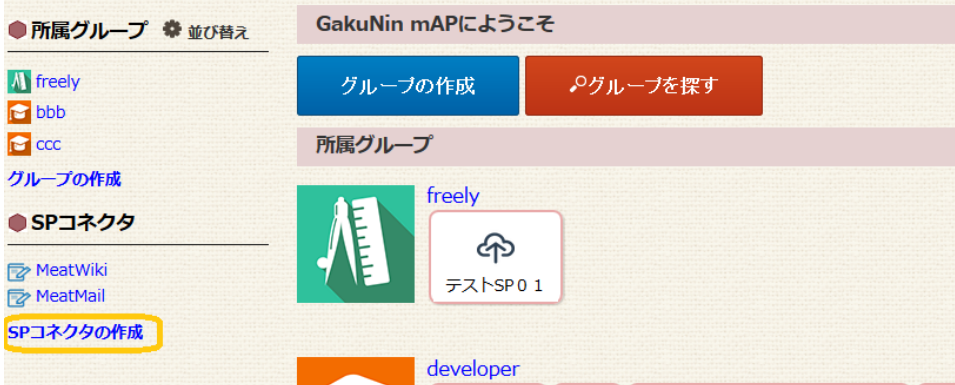 所属グループ 並び替え
freely
bbb
ccc
グループの作成
SPコネクタ
MeatWiki
MeatMail
SPコネクタの作成
GakuNin mAPにようこそ
グループの作成
グループを探す
所属グループ
freely
テストSP０１
developer